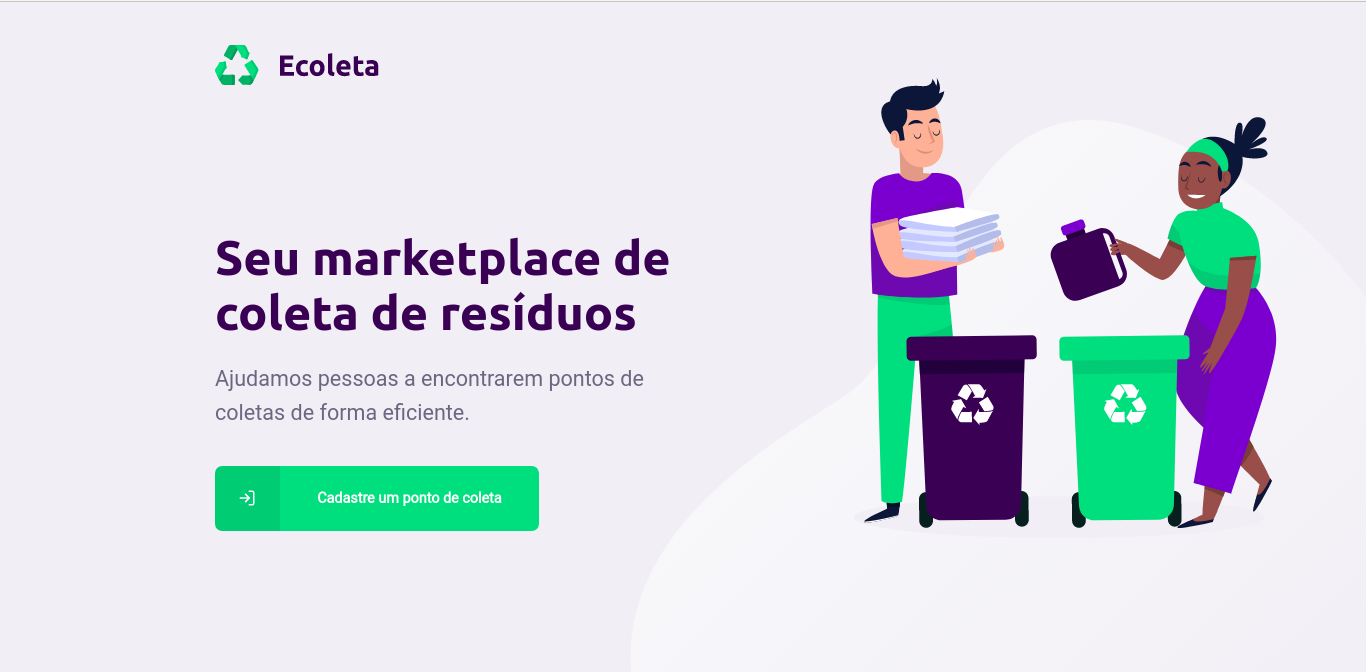 Ecoleta
Seu marketplace de
coleta de resíduos
Ajudamos pessoas a encontrarem pontos de
coletas de forma eficiente.
Cadastre um ponto de coleta